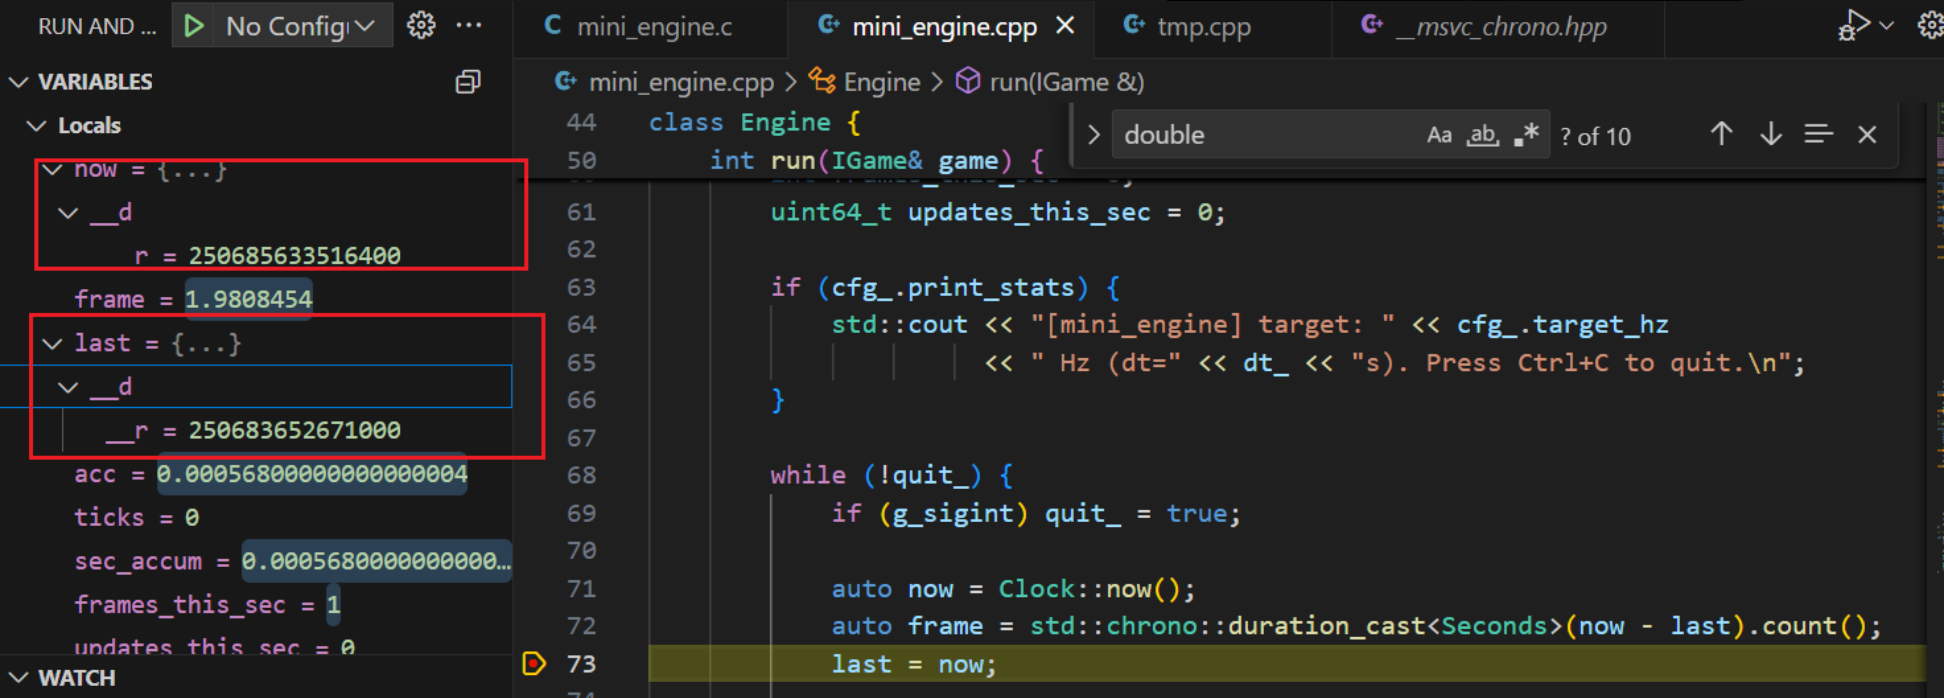 RUN AND ... No Config
VARIABLES
Locals
now = {...}
__d
__r = 250685633516400
frame = 1.9808454
last = {...}
__d
__r = 250683652671000
acc = 0.00056800000000000004
ticks = 0
sec_accum = 0.0005680000000000...
frames_this_sec = 1
updates_this_sec = 0
WATCH
mini_engine.c mini_engine.cpp tmp.cpp __msvc_chrono.hpp
mini_engine.cpp > Engine > run(IGame &)
double Aa ab .* ? of 10
44 class Engine {
50 int run(IGame& game) {
61 uint64_t updates_this_sec = 0;
62
63 if (cfg_.print_stats) {
64 std::cout << "[mini_engine] target: " << cfg_.target_hz
65 << " Hz (dt=" << dt_ << "s). Press Ctrl+C to quit.\n";
66 }
67
68 while (!quit_) {
69 if (g_sigint) quit_ = true;
70
71 auto now = Clock::now();
72 auto frame = std::chrono::duration_cast<Seconds>(now - last).count();
73 last = now;